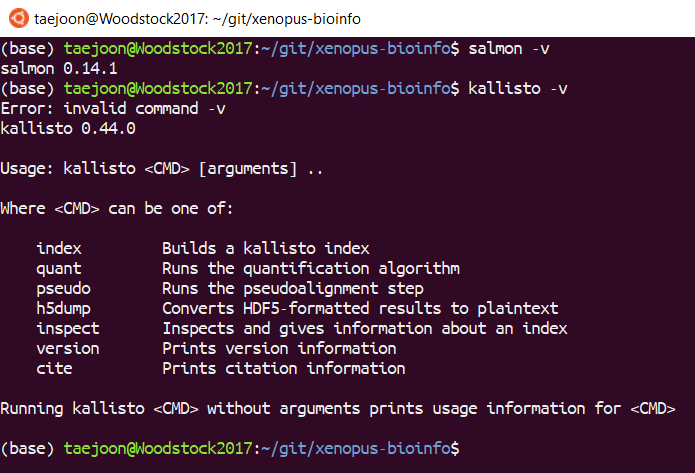 taejoon@Woodstock2017: ~/git/xenopus-bioinfo
(base) taejoon@Woodstock2017:~/git/xenopus-bioinfo$ salmon -v
salmon 0.14.1
(base) taejoon@Woodstock2017:~/git/xenopus-bioinfo$ kallisto -v
Error: invalid command -v
kallisto 0.44.0
Usage: kallisto <CMD> [arguments] ..
Where <CMD> can be one of:
index Builds a kallisto index
quant Runs the quantification algorithm
pseudo Runs the pseudoalignment step
h5dump Converts HDF5-formatted results to plaintext
inspect Inspects and gives information about an index
version Prints version information
cite Prints citation information
Running kallisto <CMD> without arguments prints usage information for <CMD>
(base) taejoon@Woodstock2017:~/git/xenopus-bioinfo$